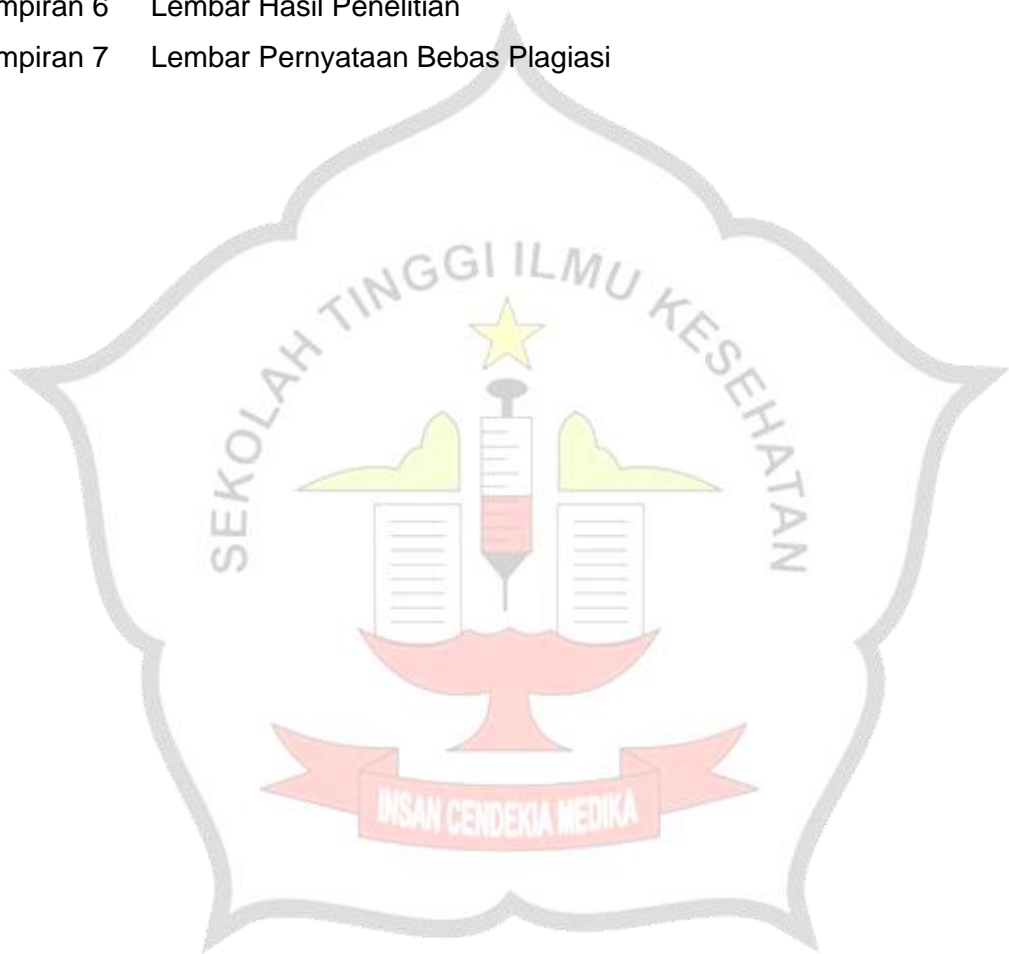 mpiran 6 Lembar Hasil Penelitian
mpiran 7 Lembar Pernyataan Bebas Plagiasi
SEKOLAH TINGGI ILMU KESEHATAN
INSAN CENDEKIA MEDIKA